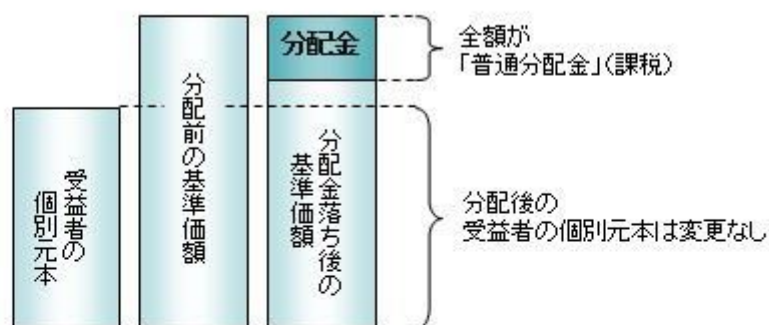 受益者の
個別元本
分配前の基準価額
分配金
分配金落ち後の
基準価額
全額が
「普通分配金」(課税)
分配後の
受益者の個別元本は変更なし